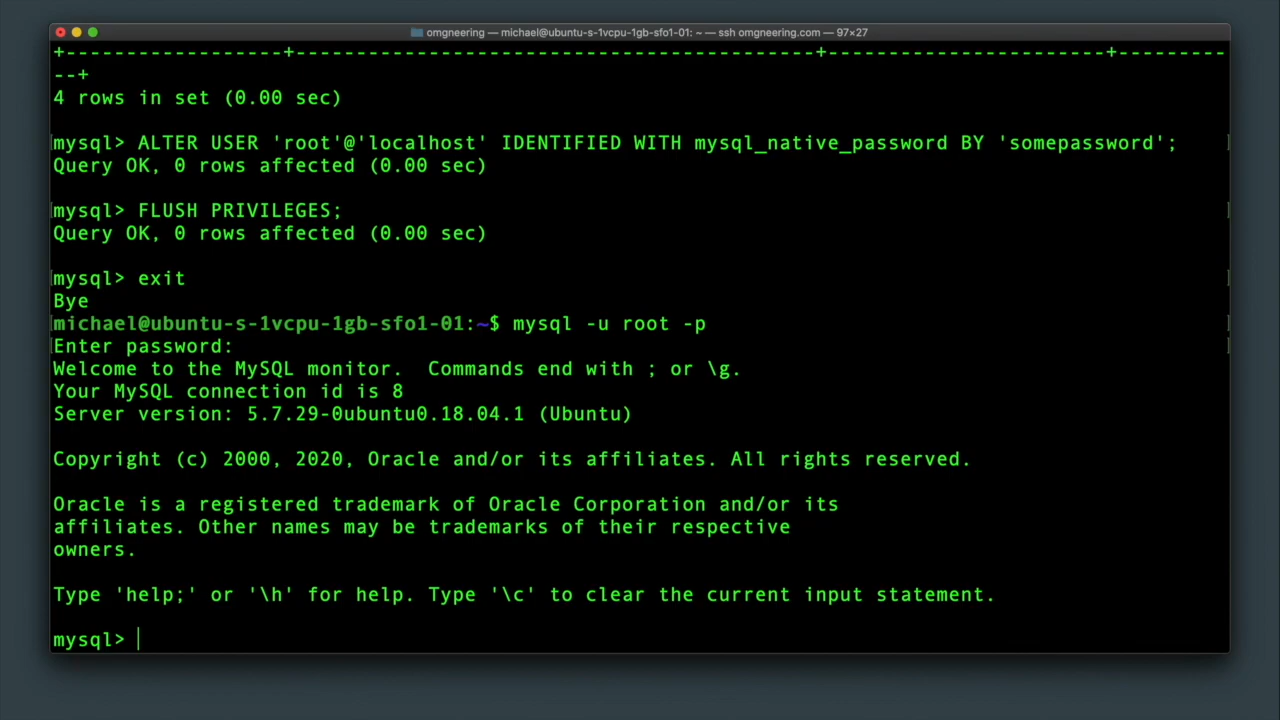 omgneering — michael@ubuntu-s-1vcpu-1gb-sfo1-01: ~ — ssh omgneering.com — 97×27
+------------------+-------------------------------------------+-----------------------+---------
--+
4 rows in set (0.00 sec)
mysql> ALTER USER 'root'@'localhost' IDENTIFIED WITH mysql_native_password BY 'somepassword';
Query OK, 0 rows affected (0.00 sec)
mysql> FLUSH PRIVILEGES;
Query OK, 0 rows affected (0.00 sec)
mysql> exit
Bye
michael@ubuntu-s-1vcpu-1gb-sfo1-01:~$ mysql -u root -p
Enter password:
Welcome to the MySQL monitor.  Commands end with ; or \g.
Your MySQL connection id is 8
Server version: 5.7.29-0ubuntu0.18.04.1 (Ubuntu)
Copyright (c) 2000, 2020, Oracle and/or its affiliates. All rights reserved.
Oracle is a registered trademark of Oracle Corporation and/or its
affiliates. Other names may be trademarks of their respective
owners.
Type 'help;' or '\h' for help. Type '\c' to clear the current input statement.
mysql>